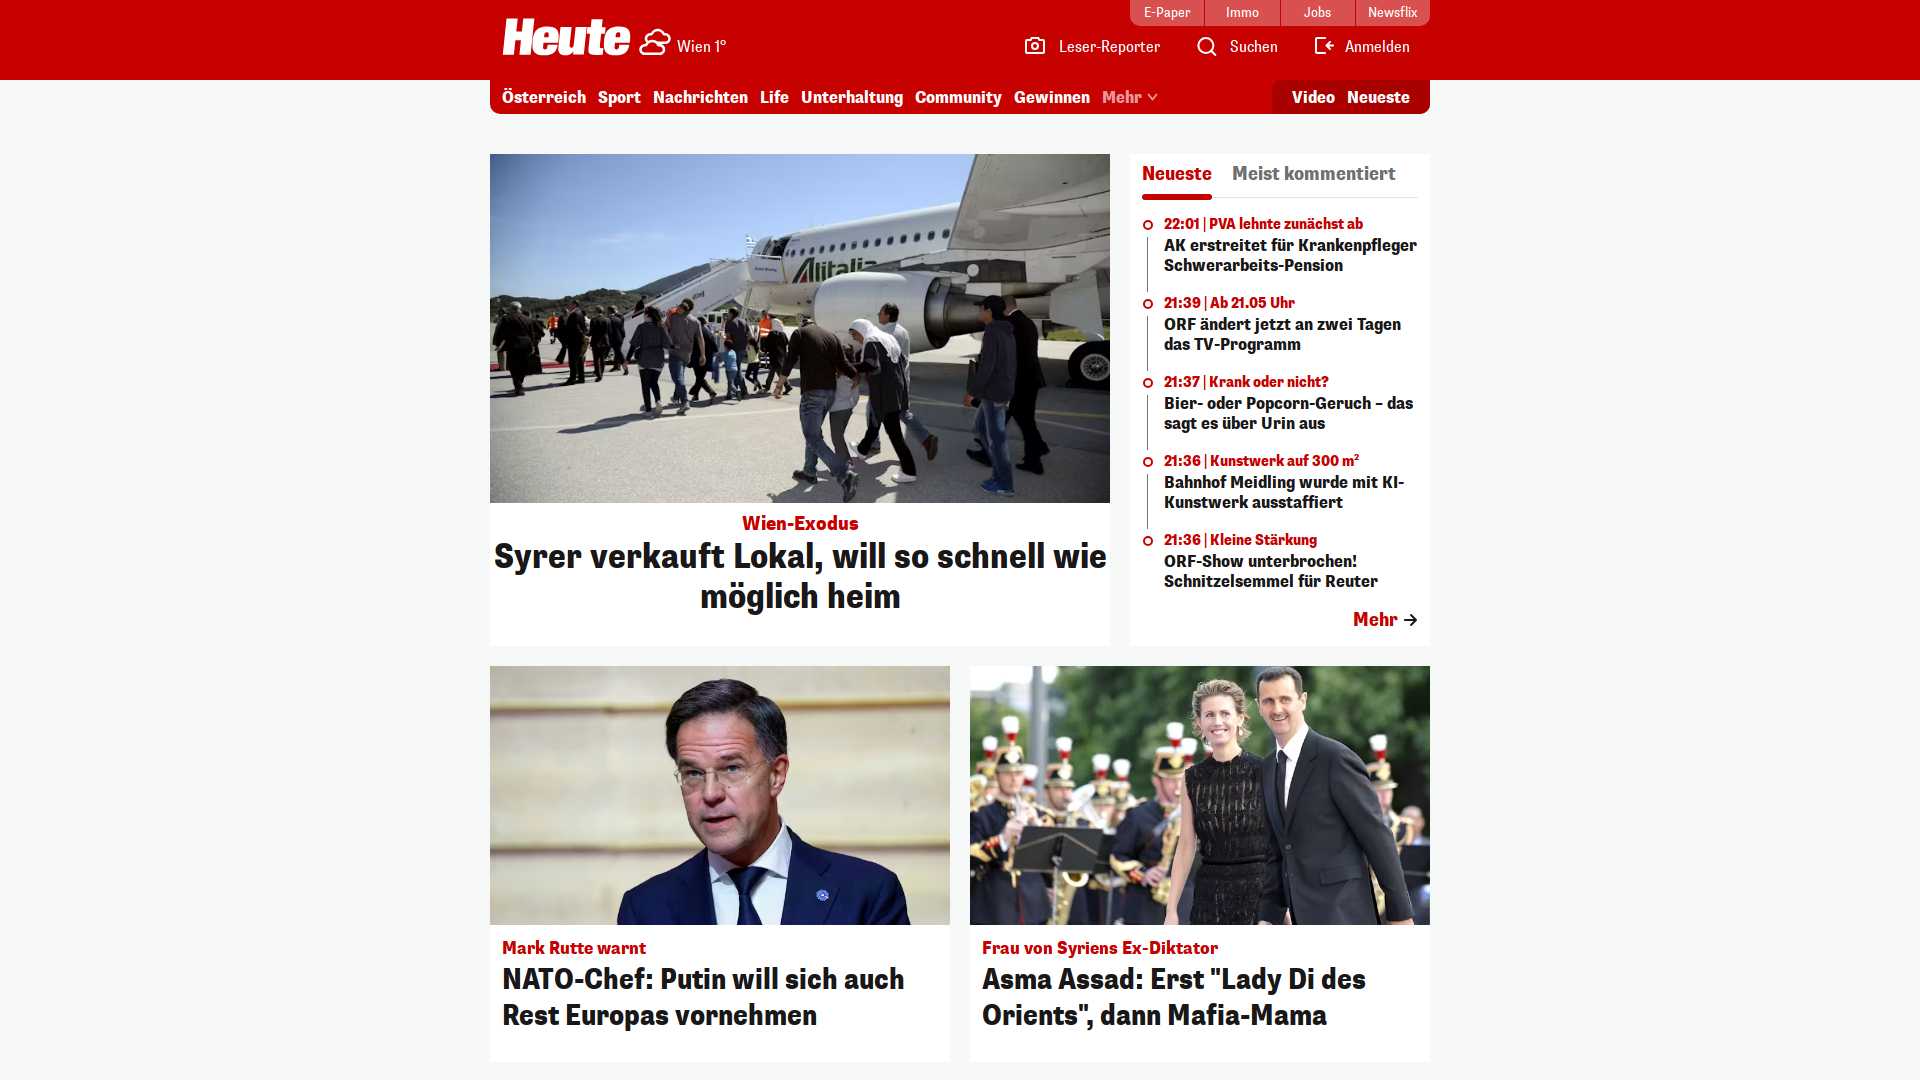 E-Paper
Immo
Jobs
Newsflix
Heute
Wien 1°
Leser-Reporter
Suchen
Anmelden
Österreich
Sport
Nachrichten
Life
Unterhaltung
Community
Gewinnen
Mehr
Video
Neueste
Alitalia
Wien-Exodus
Syrer verkauft Lokal, will so schnell wie
möglich heim
Neueste
Meist kommentiert
22:01 | PVA lehnte zunächst ab
AK erstreitet für Krankenpfleger
Schwerarbeits-Pension
21:39 | Ab 21.05 Uhr
ORF ändert jetzt an zwei Tagen
das TV-Programm
21:37 | Krank oder nicht?
Bier- oder Popcorn-Geruch – das
sagt es über Urin aus
21:36 | Kunstwerk auf 300 m²
Bahnhof Meidling wurde mit KI-
Kunstwerk ausstaffiert
21:36 | Kleine Stärkung
ORF-Show unterbrochen!
Schnitzelsemmel für Reuter
Mehr
Mark Rutte warnt
NATO-Chef: Putin will sich auch
Rest Europas vornehmen
Frau von Syriens Ex-Diktator
Asma Assad: Erst "Lady Di des
Orients", dann Mafia-Mama